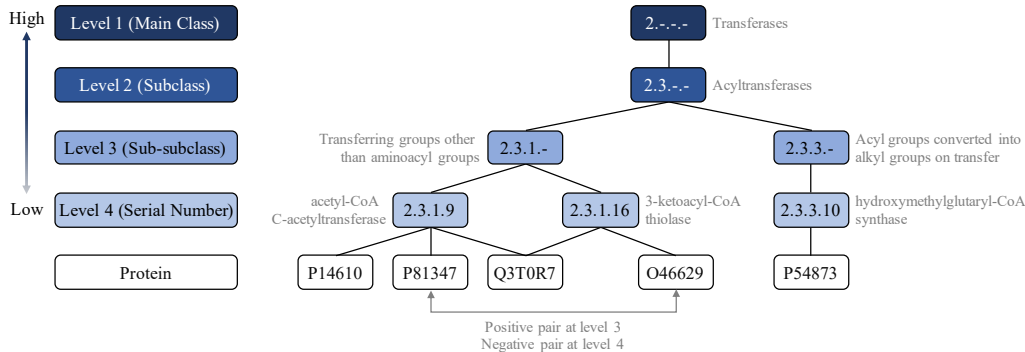 High
Level 1 (Main Class)
2.-.-.-
Transferases
Level 2 (Subclass)
2.3.-.-
Acyltransferases
Level 3 (Sub-subclass)
Transferring groups other
than aminoacyl groups
2.3.1.-
2.3.3.-
Acyl groups converted into
alkyl groups on transfer
Low
Level 4 (Serial Number)
acetyl-CoA
C-acetyltransferase
2.3.1.9
2.3.1.16
3-ketoacyl-CoA
thiolase
2.3.3.10
hydroxymethylglutaryl-CoA
synthase
Protein
P14610
P81347
Q3T0R7
O46629
P54873
Positive pair at level 3
Negative pair at level 4